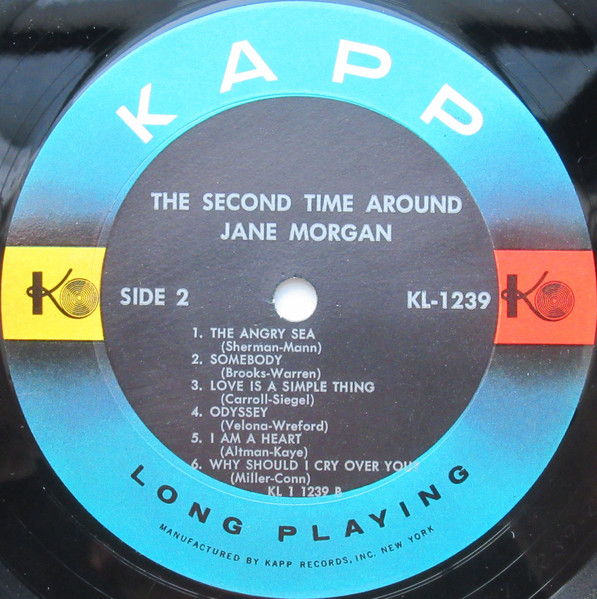 KAPP
THE SECOND TIME AROUND
JANE MORGAN
SIDE 2
KL-1239
1. THE ANGRY SEA
(Sherman-Mann)
2. SOMEBODY
(Brooks-Warren)
3. LOVE IS A SIMPLE THING
(Carroll-Siegel)
4. ODYSSEY
(Velona-Wreford)
5. I AM A HEART
(Altman-Kaye)
6. WHY SHOULD I CRY OVER YOU?
(Miller-Conn)
KL 1 1239 B
LONG PLAYING
MANUFACTURED BY KAPP RECORDS, INC. NEW YORK